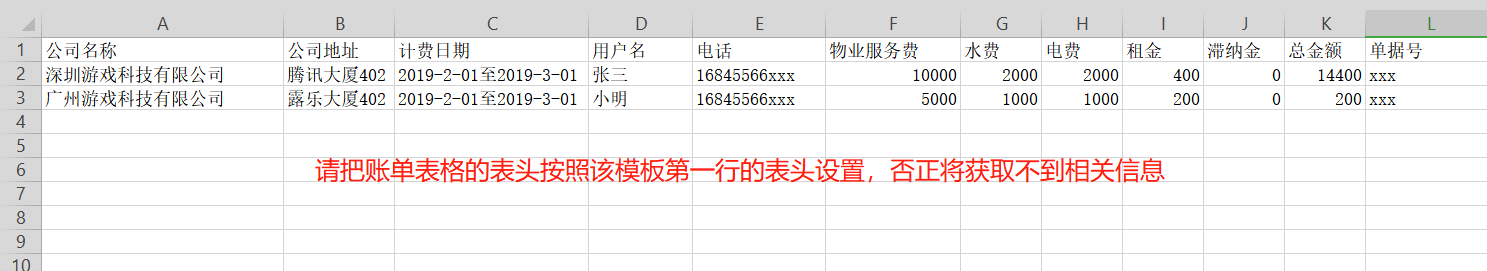 A B C D E F G H I J K L
1 公司名称 公司地址 计费日期 用户名 电话 物业服务费 水费 电费 租金 滞纳金 总金额 单据号
2 深圳游戏科技有限公司 腾讯大厦402 2019-2-01至2019-3-01 张三 16845566xxx 10000 2000 2000 400 0 14400 xxx
3 广州游戏科技有限公司 露乐大厦402 2019-2-01至2019-3-01 小明 16845566xxx 5000 1000 1000 200 0 200 xxx
4
5
6 请把账单表格的表头按照该模板第一行的表头设置，否正将获取不到相关信息
7
8
9
10